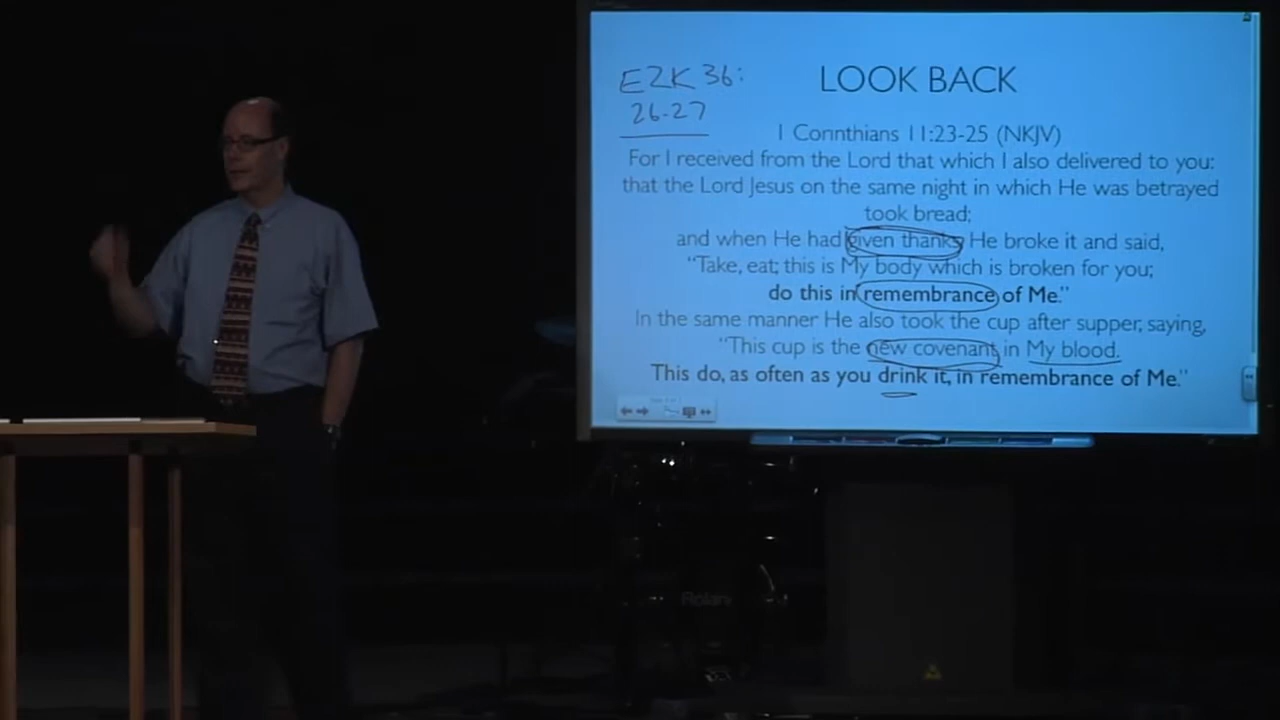 EZK 36:
26-27
LOOK BACK
1 Corinthians 11:23-25 (NKJV)
For I received from the Lord that which I also delivered to you:
that the Lord Jesus on the same night in which He was betrayed
took bread;
and when He had given thanks, He broke it and said,
"Take, eat; this is My body which is broken for you;
do this in remembrance of Me."
In the same manner He also took the cup after supper, saying,
"This cup is the new covenant in My blood.
This do, as often as you drink it, in remembrance of Me."
Roland